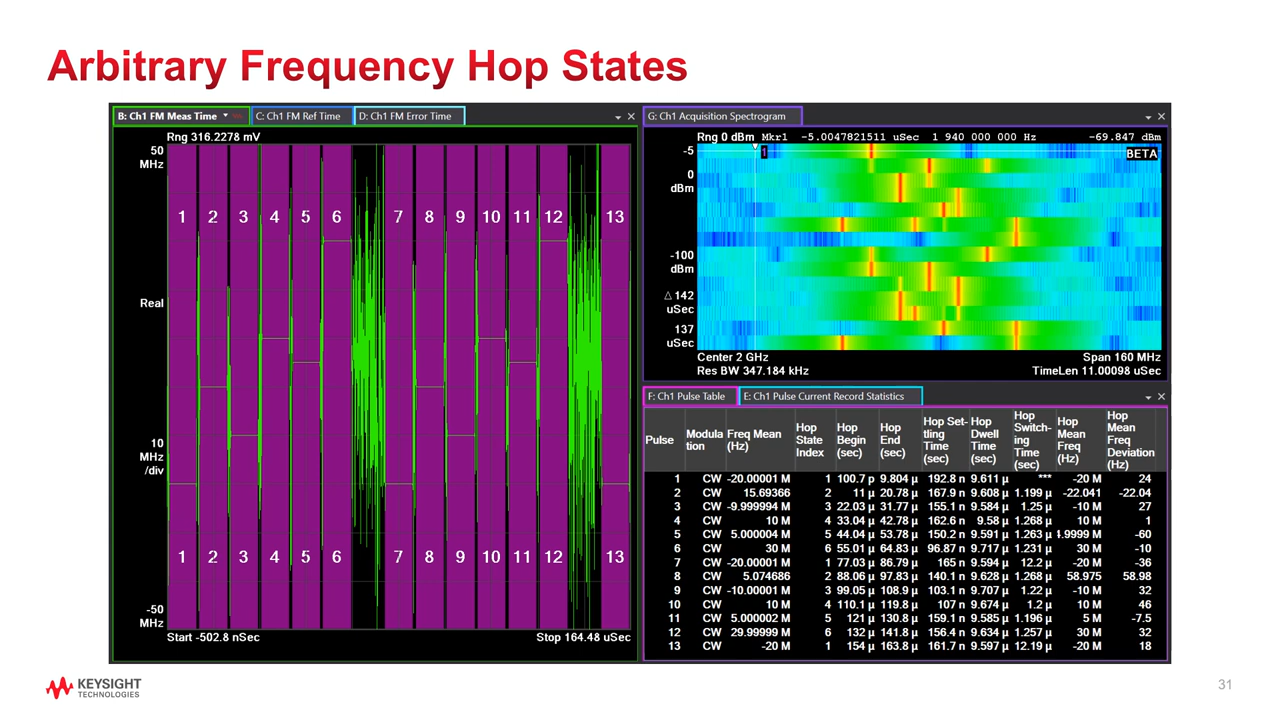 Arbitrary Frequency Hop States
B: Ch1 FM Meas Time
C: Ch1 FM Ref Time
D: Ch1 FM Error Time
Rng 316.2278 mV
50
MHz
Real
10
MHz
/div
-50
MHz
1 2 3 4 5 6 7 8 9 10 11 12 13
1 2 3 4 5 6 7 8 9 10 11 12 13
Start -502.8 nSec
Stop 164.48 uSec
G: Ch1 Acquisition Spectrogram
Rng 0 dBm Mkr1 -5.0047821511 uSec 1 940 000 000 Hz -69.847 dBm
1
BETA
-5
0
dBm
-100
dBm
△ 142
uSec
137
uSec
Center 2 GHz
Span 160 MHz
Res BW 347.184 kHz
TimeLen 11.00098 uSec
F: Ch1 Pulse Table
E: Ch1 Pulse Current Record Statistics
Pulse
Modula
tion
Freq Mean
(Hz)
Hop
State
Index
Hop
Begin
(sec)
Hop
End
(sec)
Hop Set-
tling
Time
(sec)
Hop
Dwell
Time
(sec)
Hop
Switch-
ing
Time
(sec)
Hop
Mean
Freq
(Hz)
Hop
Mean
Freq
Deviation
(Hz)
1 CW -20.00001 M 1 100.7 p 9.804 µ 192.8 n 9.611 µ *** -20 M 24
2 CW 15.69366 2 11 µ 20.78 µ 167.9 n 9.608 µ 1.199 µ -22.041 -22.04
3 CW -9.999994 M 3 22.03 µ 31.77 µ 155.1 n 9.584 µ 1.25 µ -10 M 27
4 CW 10 M 4 33.04 µ 42.78 µ 162.6 n 9.58 µ 1.268 µ 10 M 1
5 CW 5.000004 M 5 44.04 µ 53.78 µ 150.2 n 9.591 µ 1.263 µ .9999 M -60
6 CW 30 M 6 55.01 µ 64.83 µ 96.87 n 9.717 µ 1.231 µ 30 M -10
7 CW -20.00001 M 1 77.03 µ 86.79 µ 165 n 9.594 µ 12.2 µ -20 M -36
8 CW 5.074686 2 88.06 µ 97.83 µ 140.1 n 9.628 µ 1.268 µ 58.975 58.98
9 CW -10.00001 M 3 99.05 µ 108.9 µ 103.1 n 9.707 µ 1.22 µ -10 M 32
10 CW 10 M 4 110.1 µ 119.8 µ 107 n 9.674 µ 1.2 µ 10 M 46
11 CW 5.000002 M 5 121 µ 130.8 µ 159.1 n 9.585 µ 1.196 µ 5 M -7.5
12 CW 29.99999 M 6 132 µ 141.8 µ 156.4 n 9.634 µ 1.257 µ 30 M 32
13 CW -20 M 1 154 µ 163.8 µ 161.7 n 9.597 µ 12.19 µ -20 M 18
KEYSIGHT
TECHNOLOGIES
31